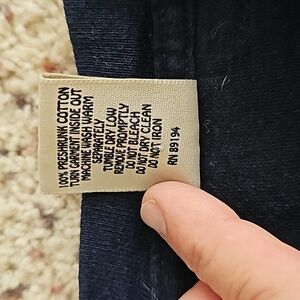 100% PRESHRUNK COTTON
TURN GARMENT INSIDE OUT
MACHINE WASH WARM
SEPARATELY
TUMBLE DRY LOW
REMOVE PROMPTLY
DO NOT BLEACH
DO NOT DRY CLEAN
DO NOT IRON
RN 89194